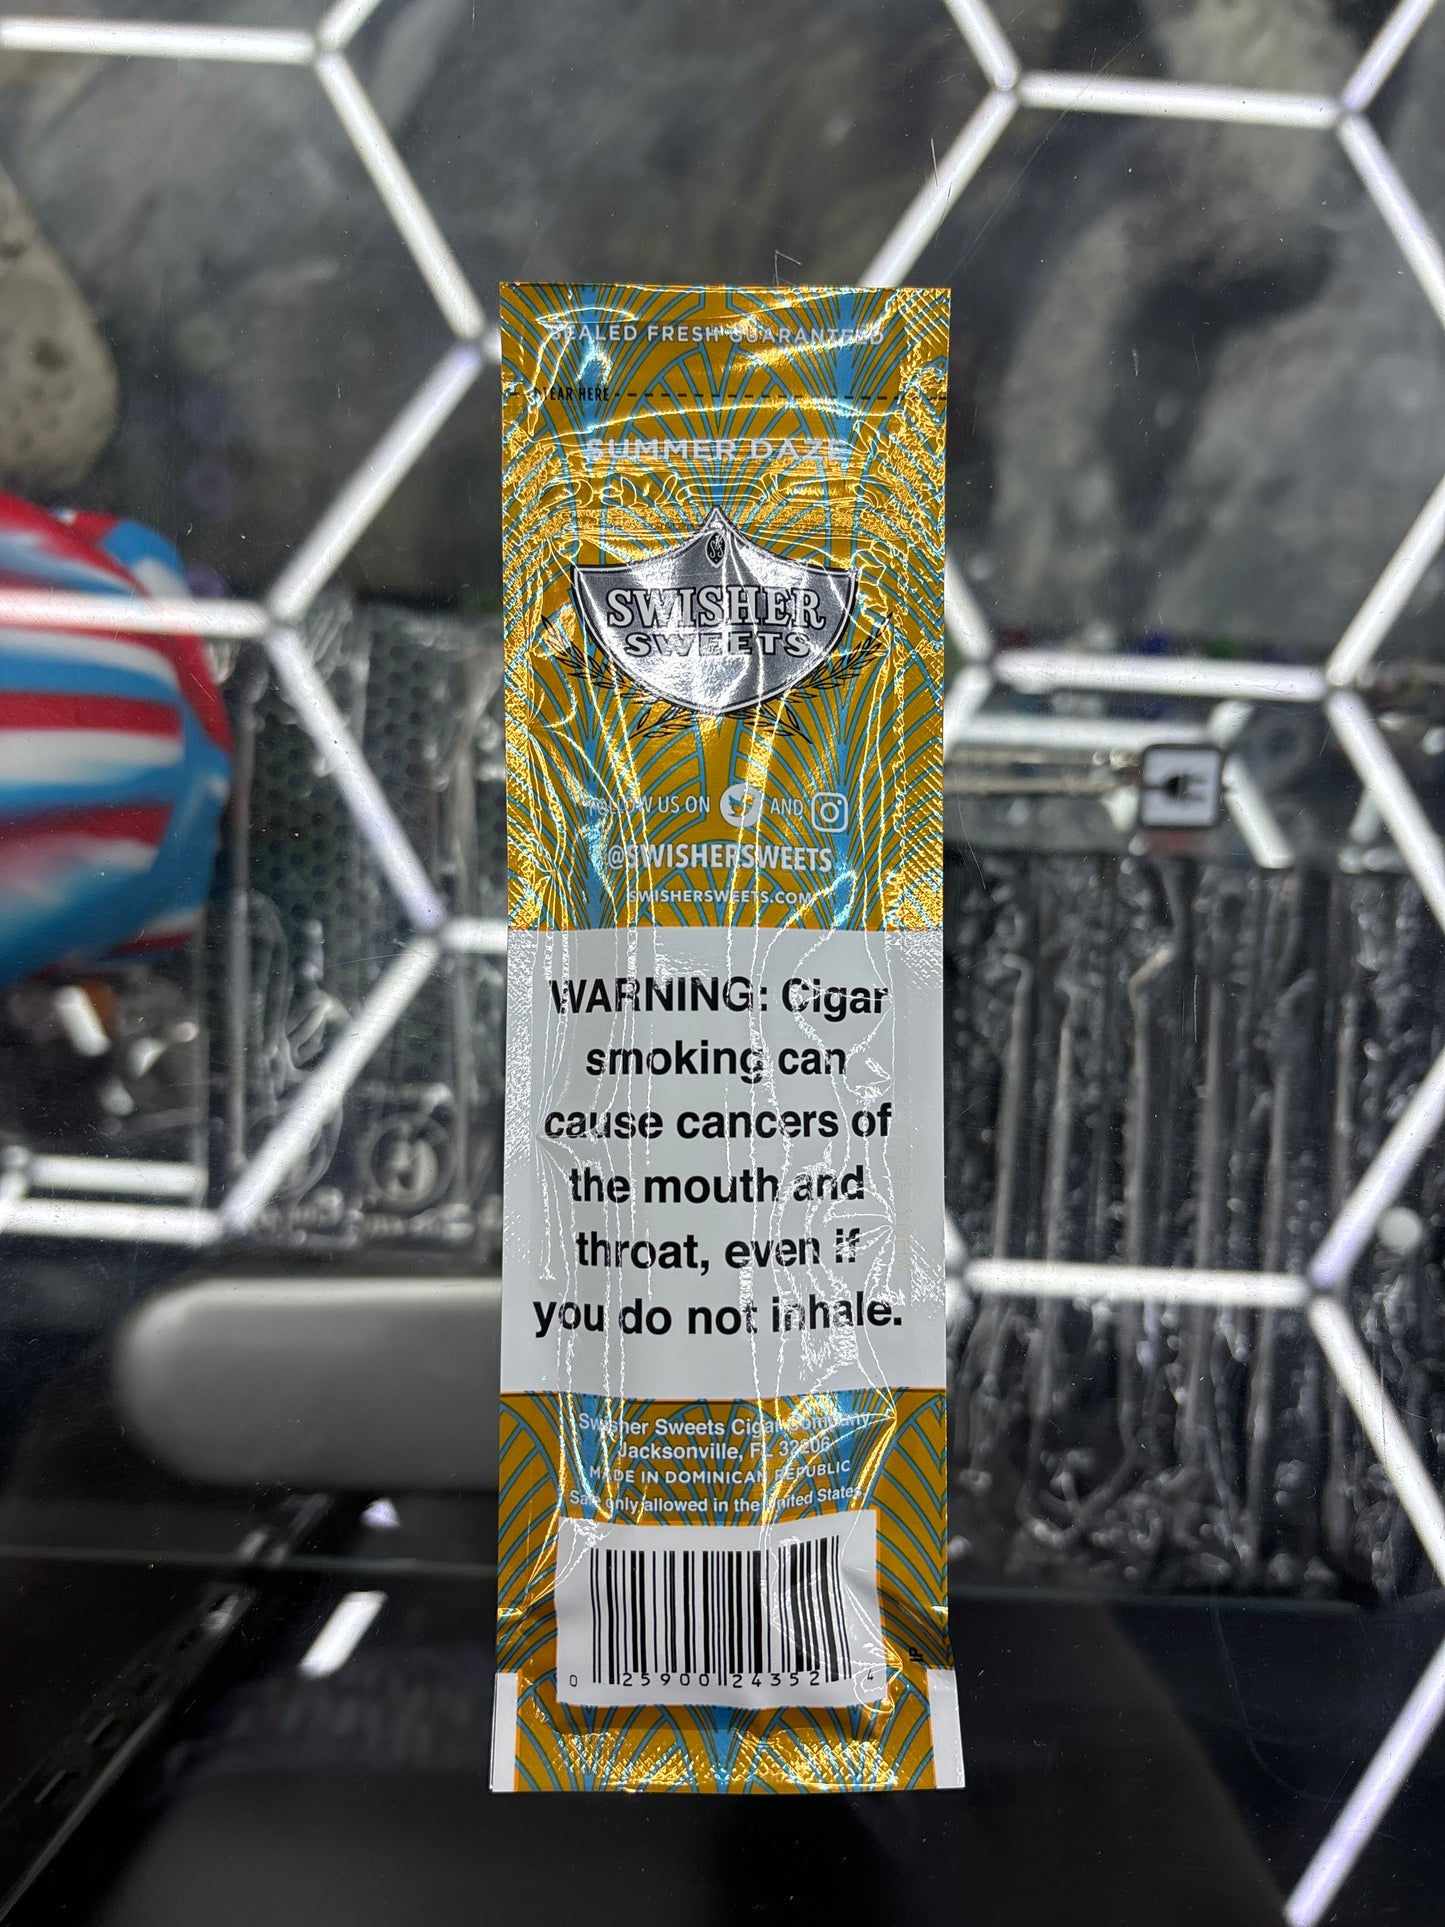 SEALED FRESH GUARANTEED
TEAR HERE
SUMMER DAZE
SS
SWISHER
SWEETS
FOLLOW US ON AND
@SWISHERSWEETS
SWISHERSWEETS.COM
WARNING: Cigar
smoking can
cause cancers of
the mouth and
throat, even if
you do not inhale.
Swisher Sweets Cigar Company
Jacksonville, FL 32206
MADE IN DOMINICAN REPUBLIC
Sale only allowed in the United States.
0 25900 24352 4